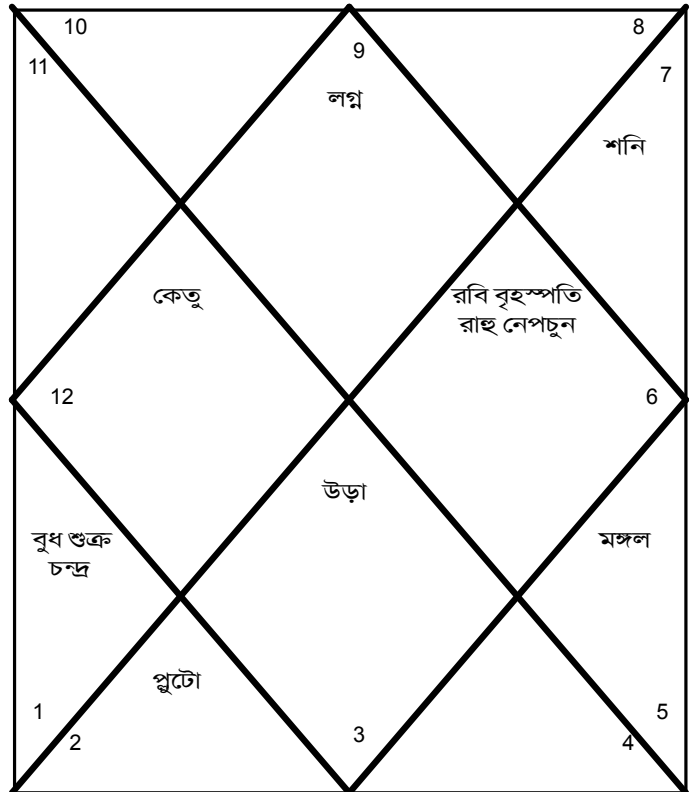 10
8
9
11
7
লগ্ন
শনি
কেতু
রবি বৃহস্পতি
রাহু নেপচুন
12
6
উড়া
বুধ শুক্র
চন্দ্র
মঙ্গল
প্লুটো
1
5
3
2
4